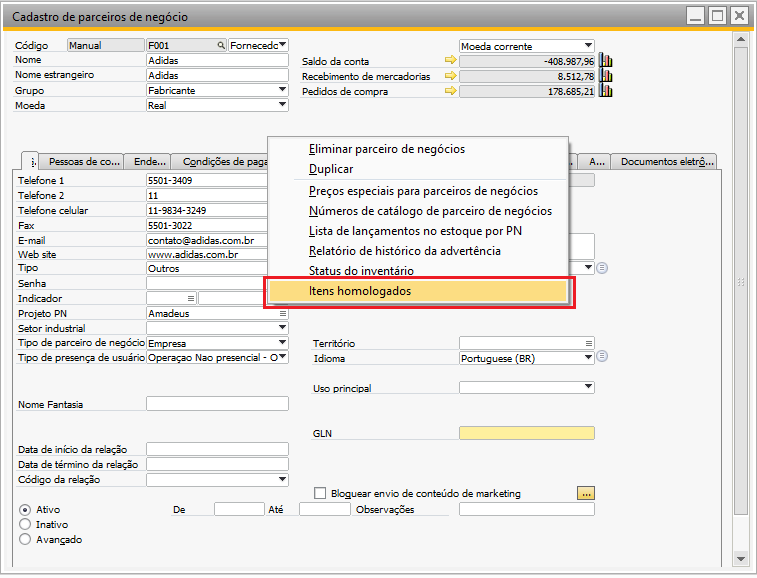 Cadastro de parceiros de negócio
Código Manual F001 Fornecedc Moeda corrente
Nome Adidas Saldo da conta -408.987,96
Nome estrangeiro Adidas Recebimento de mercadorias 8.512,78
Grupo Fabricante Pedidos de compra 178.685,21
Moeda Real
Pessoas de co... Ende... Condições de paga A... Documentos eletrô...
Eliminar parceiro de negócios
Duplicar
Preços especiais para parceiros de negócios
Números de catálogo de parceiro de negócios
Lista de lançamentos no estoque por PN
Relatório de histórico da advertência
Status do inventário
Itens homologados
Telefone 1 5501-3409
Telefone 2 11
Telefone celular 11-9834-3249
Fax 5501-3022
E-mail contato@adidas.com.br
Web site www.adidas.com.br
Tipo Outros
Senha
Indicador
Projeto PN Amadeus
Setor industrial
Tipo de parceiro de negócio Empresa Território
Tipo de presença de usuário Operaçao Nao presencial - O Idioma Portuguese (BR)
Uso principal
Nome Fantasia
GLN
Data de início da relação
Data de término da relação
Código da relação
Bloquear envio de conteúdo de marketing ...
Ativo De Até Observações
Inativo
Avançado